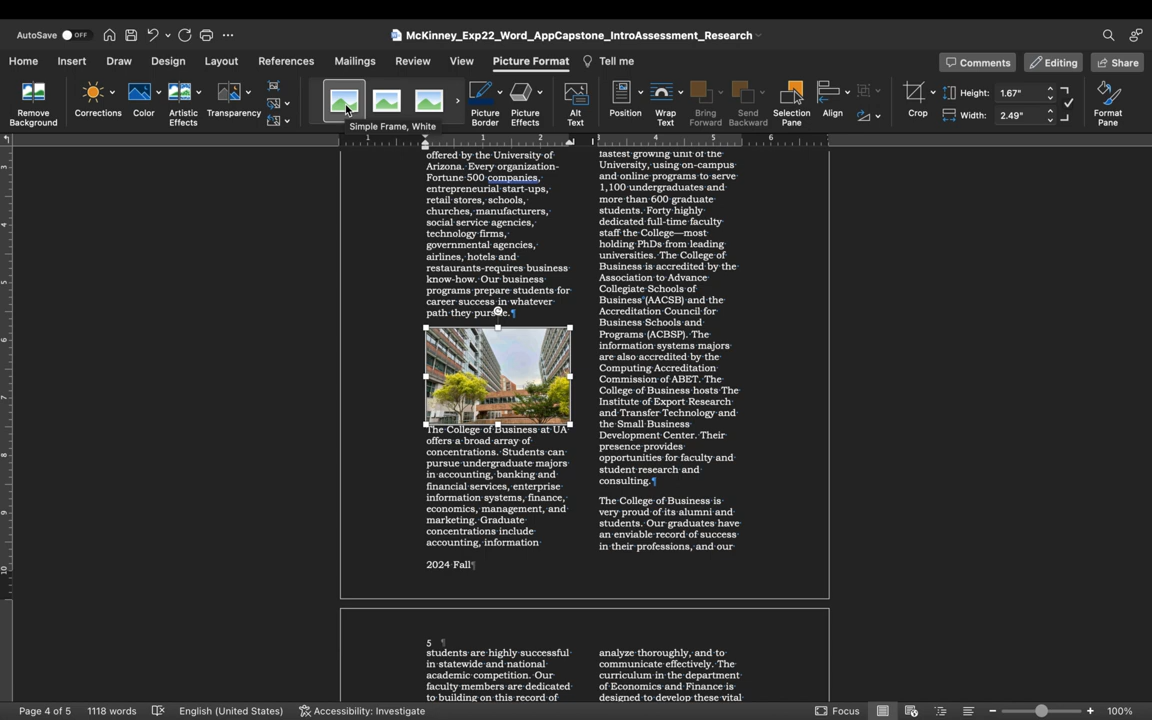 AutoSave OFF McKinney_Exp22_Word_AppCapstone_IntroAssessment_Research
Home Insert Draw Design Layout References Mailings Review View Picture Format Tell me Comments Editing Share
Remove Background
Corrections
Color
Artistic Effects
Transparency
Picture Border
Picture Effects
Alt Text
Position
Wrap Text
Bring Forward
Send Backward
Selection Pane
Align
Crop
Height: 1.67"
Width: 2.49"
Format Pane
Simple Frame, White
1 1 2 3 4 5 6
3
4
5
6
7
8
9
10
offered by the University of
Arizona. Every organization-
Fortune 500 companies,
entrepreneurial start-ups,
retail stores, schools,
churches, manufacturers,
social service agencies,
technology firms,
governmental agencies,
airlines, hotels and
restaurants-requires business
know-how. Our business
programs prepare students for
career success in whatever
path they pursue.¶
The College of Business at UA
offers a broad array of
concentrations. Students can
pursue undergraduate majors
in accounting, banking and
financial services, enterprise
information systems, finance,
economics, management, and
marketing. Graduate
concentrations include
accounting, information
2024 Fall¶
fastest growing unit of the
University, using on-campus
and online programs to serve
1,100 undergraduates and
more than 600 graduate
students. Forty highly
dedicated full-time faculty
staff the College—most
holding PhDs from leading
universities. The College of
Business is accredited by the
Association to Advance
Collegiate Schools of
Business (AACSB) and the
Accreditation Council for
Business Schools and
Programs (ACBSP). The
information systems majors
are also accredited by the
Computing Accreditation
Commission of ABET. The
College of Business hosts The
Institute of Export Research
and Transfer Technology and
the Small Business
Development Center. Their
presence provides
opportunities for faculty and
student research and
consulting.¶
The College of Business is
very proud of its alumni and
students. Our graduates have
an enviable record of success
in their professions, and our
5 ¶
students are highly successful
in statewide and national
academic competition. Our
faculty members are dedicated
to building on this record of
analyze thoroughly, and to
communicate effectively. The
curriculum in the department
of Economics and Finance is
designed to develop these vital
Page 4 of 5 1118 words English (United States) Accessibility: Investigate Focus 100%